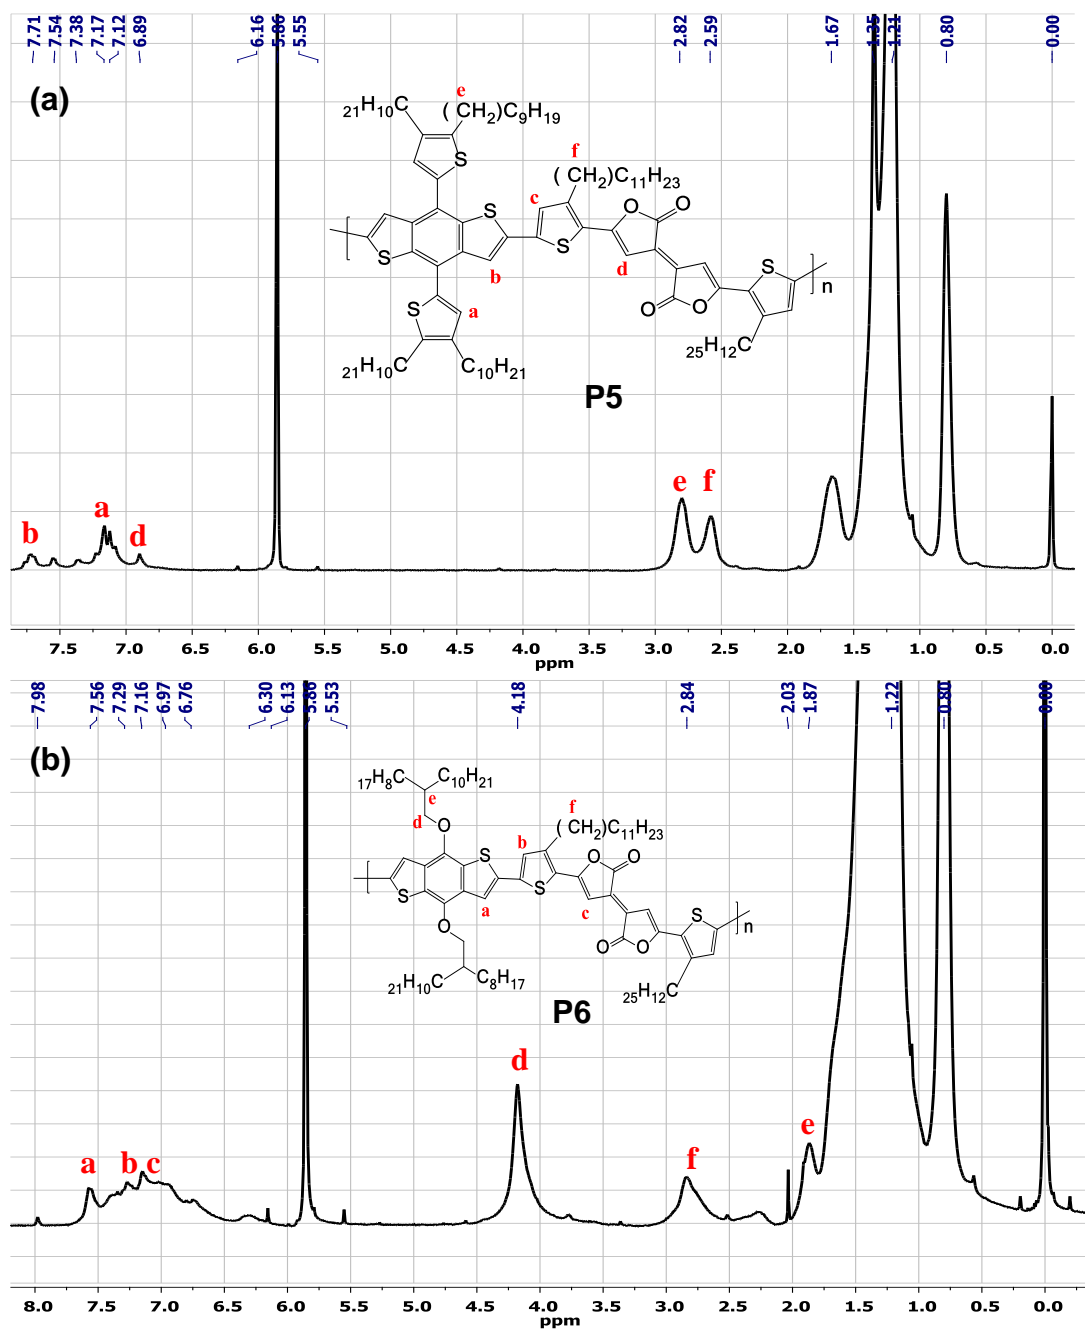 7.71 7.54 7.38 7.17 7.12 6.89 6.16 5.86 5.55 2.82 2.59 1.67 1.35 1.21 0.80 0.00
(a)
e
21H10C ( CH2)C9H19
S
f
( CH2)C11H23
c
O O
S
S
S
b
d
S
n
S
a
O O
25H12C
21H10C C10H21
P5
b a d e f
7.5 7.0 6.5 6.0 5.5 5.0 4.5 4.0 3.5 3.0 2.5 2.0 1.5 1.0 0.5 0.0
ppm
7.98 7.56 7.29 7.16 6.97 6.76 6.30 6.13 5.86 5.53 4.18 2.84 2.03 1.87 1.22 0.80 0.00
(b)
17H8C C10H21
e
f
d O
( CH2)C11H23
b
S
O O
S
S
a
c
S
n
O
O O
21H10C C8H17
25H12C
P6
d
a b c f e
8.0 7.5 7.0 6.5 6.0 5.5 5.0 4.5 4.0 3.5 3.0 2.5 2.0 1.5 1.0 0.5 0.0
ppm